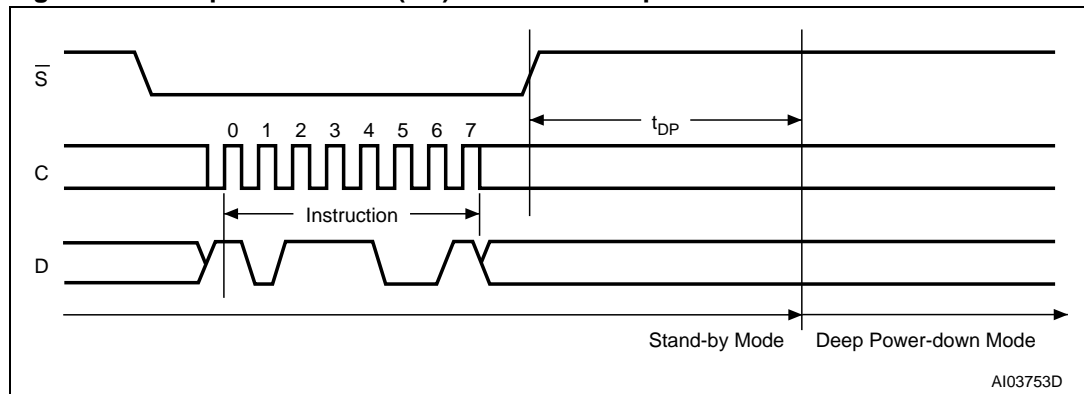 S̅
0 1 2 3 4 5 6 7
t_DP
C
Instruction
D
Stand-by Mode Deep Power-down Mode
AI03753D